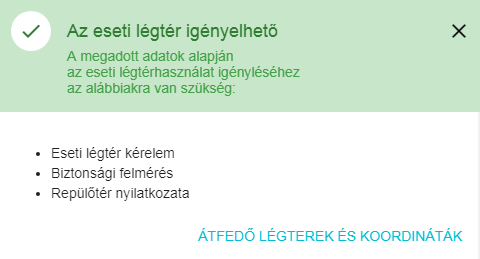 Az eseti légtér igényelhető
A megadott adatok alapján
az eseti légtérhasználat igényléséhez
az alábbiakra van szükség:
Eseti légtér kérelem
Biztonsági felmérés
Repülőtér nyilatkozata
ÁTFEDŐ LÉGTEREK ÉS KOORDINÁTÁK